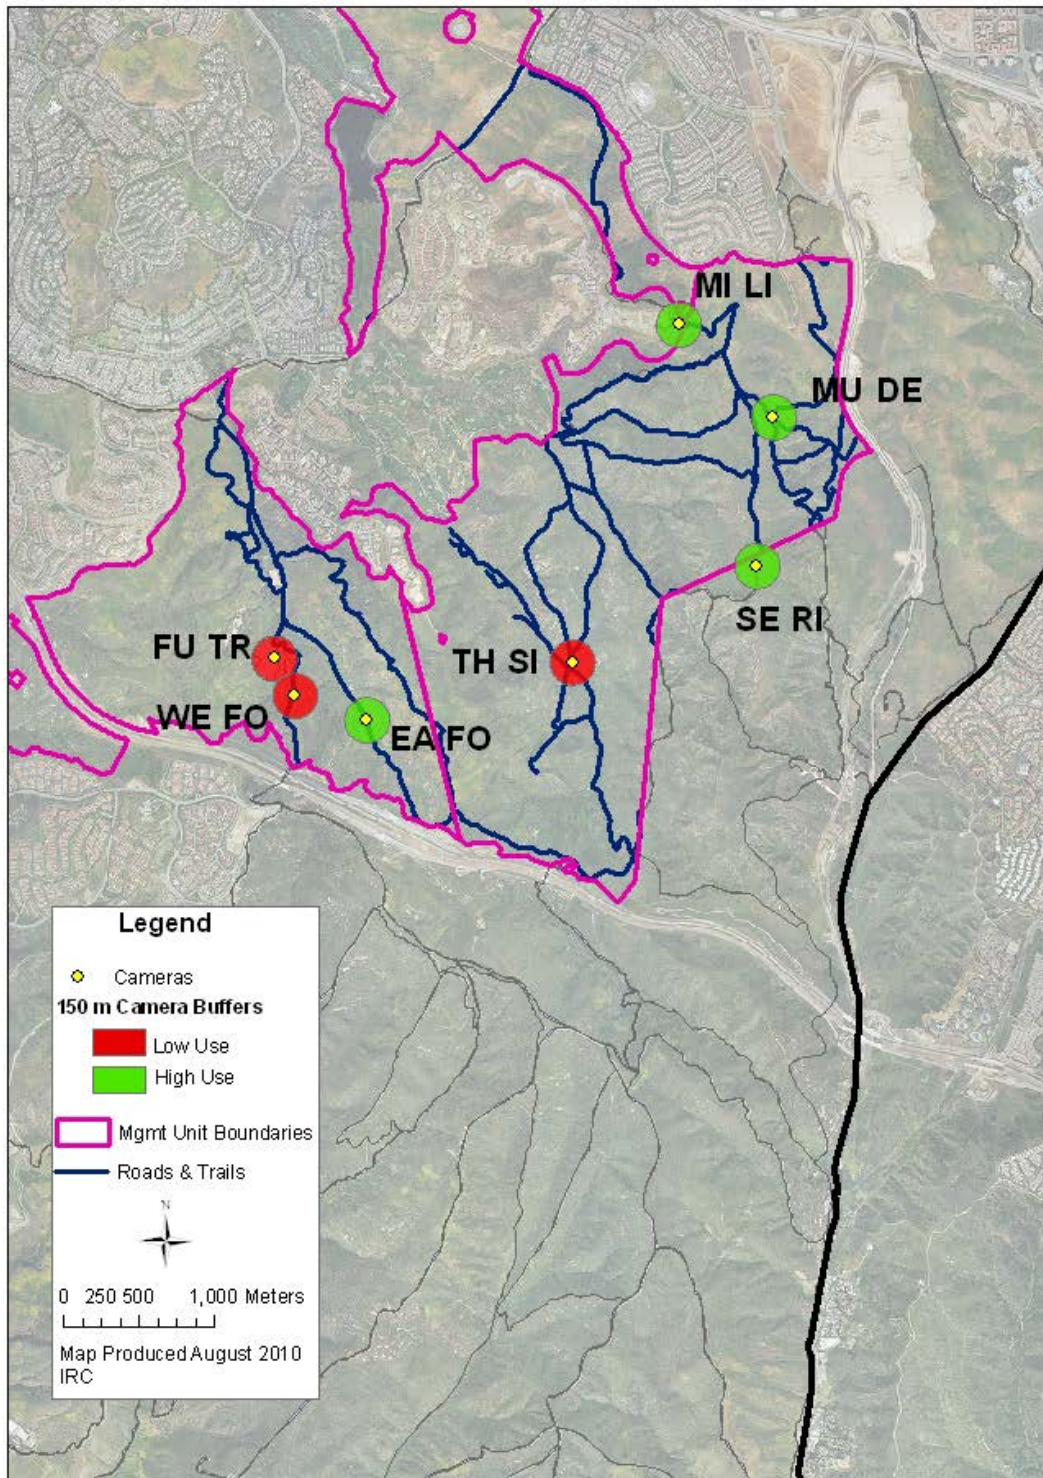 MI LI
MU DE
SE RI
FU TR
TH SI
WE FO
EA FO
Legend
Cameras
150 m Camera Buffers
Low Use
High Use
Mgmt Unit Boundaries
Roads & Trails
N
0 250 500 1,000 Meters
Map Produced August 2010
IRC